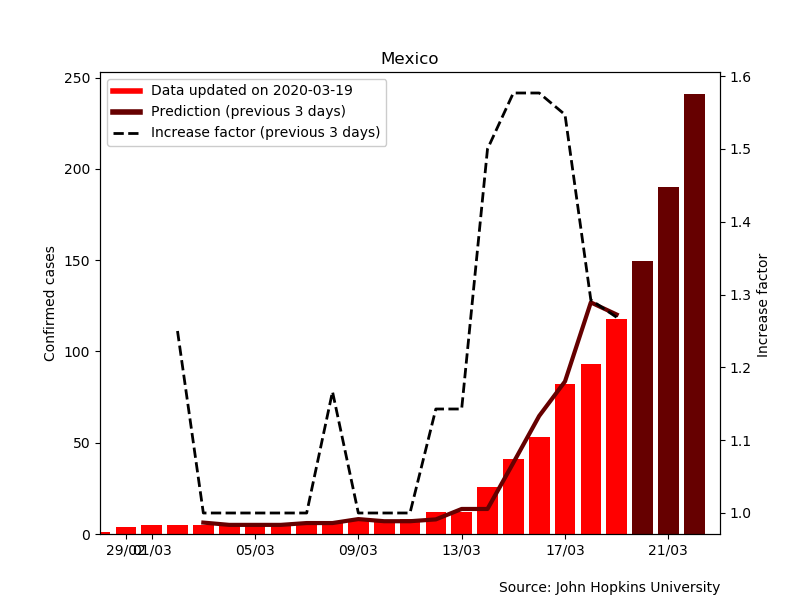 Mexico
Data updated on 2020-03-19
Prediction (previous 3 days)
Increase factor (previous 3 days)
Confirmed cases
250
200
150
100
50
0
1.6
1.5
1.4
1.3
1.2
1.1
1.0
Increase factor
29/02 01/03 05/03 09/03 13/03 17/03 21/03
Source: John Hopkins University